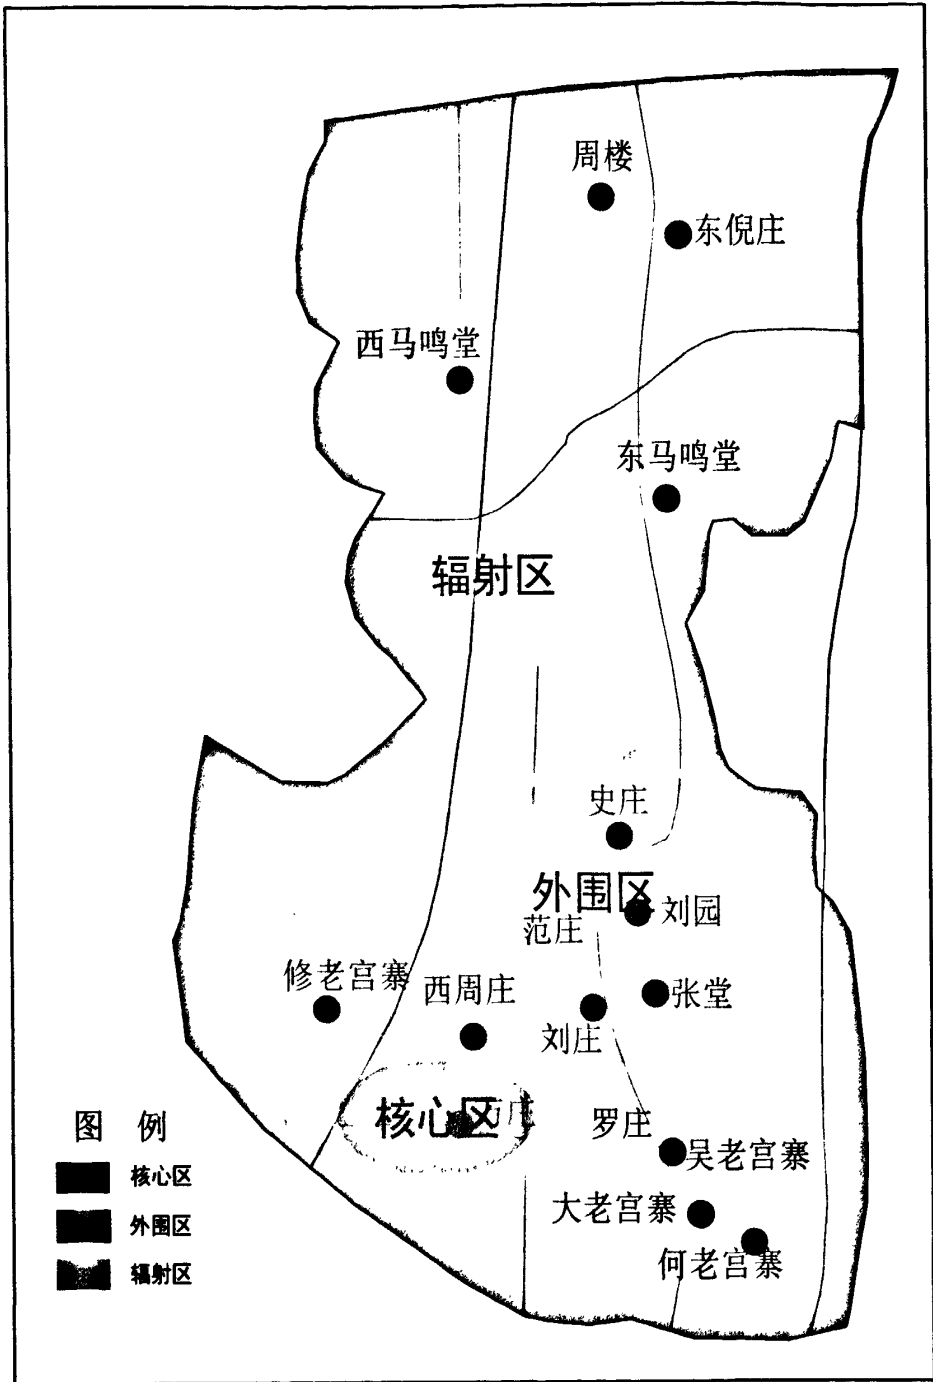 周楼
东倪庄
西马鸣堂
东马鸣堂
辐射区
史庄
外围区
刘园
范庄
修老宫寨
西周庄
张堂
刘庄
核心区
罗庄
吴老宫寨
大老宫寨
何老宫寨
图 例
核心区
外围区
辐射区